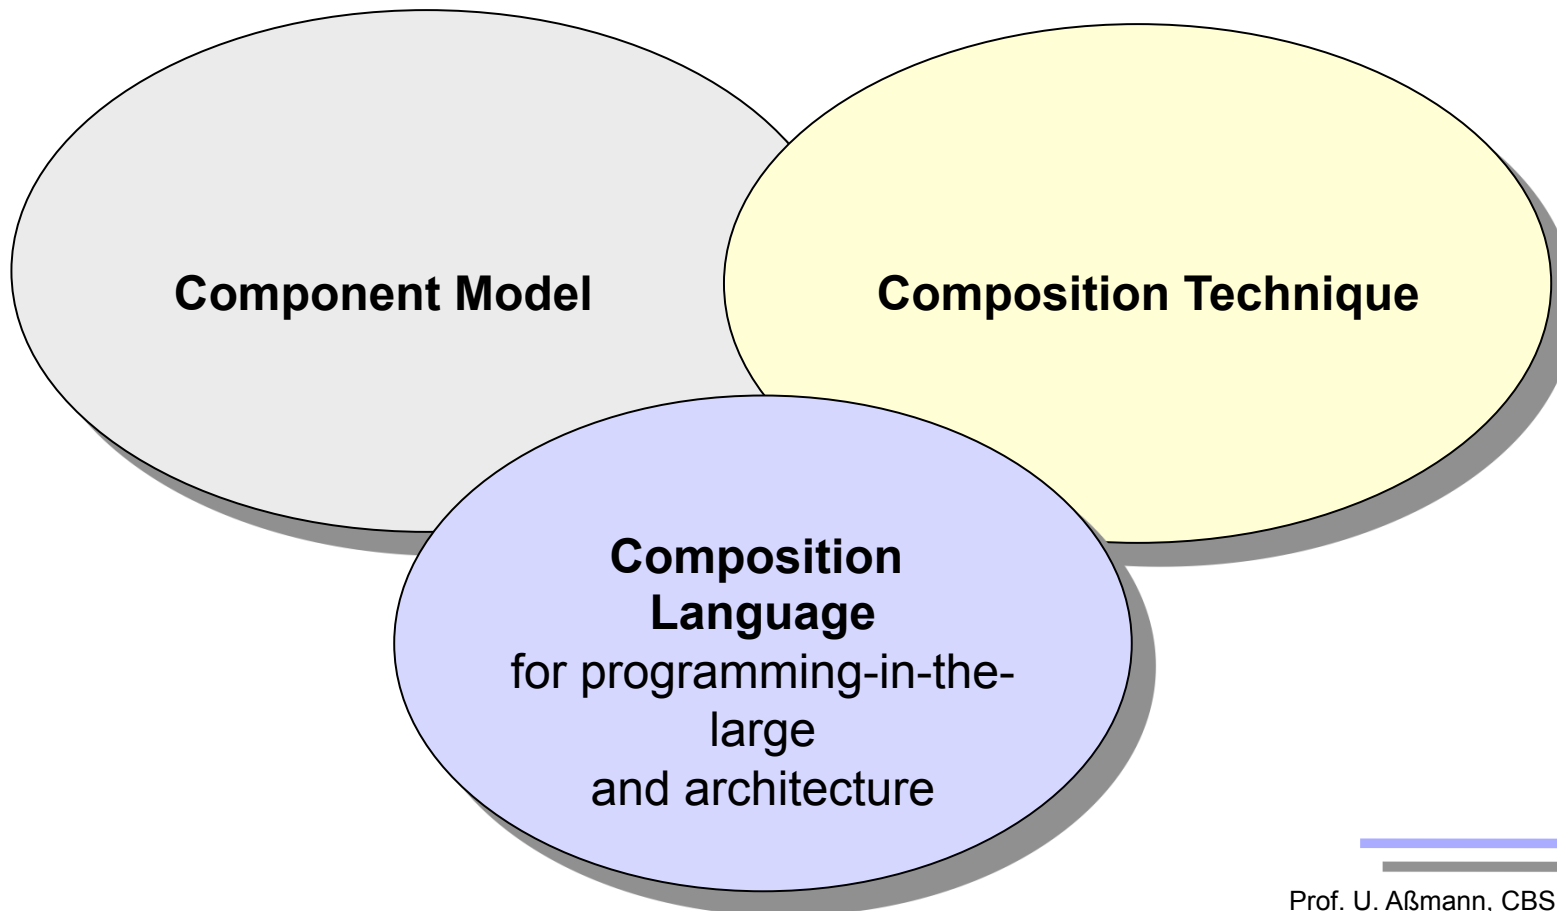 Component Model
Composition Technique
Composition
Language
for programming-in-the-
large
and architecture
Prof. U. Aßmann, CBS